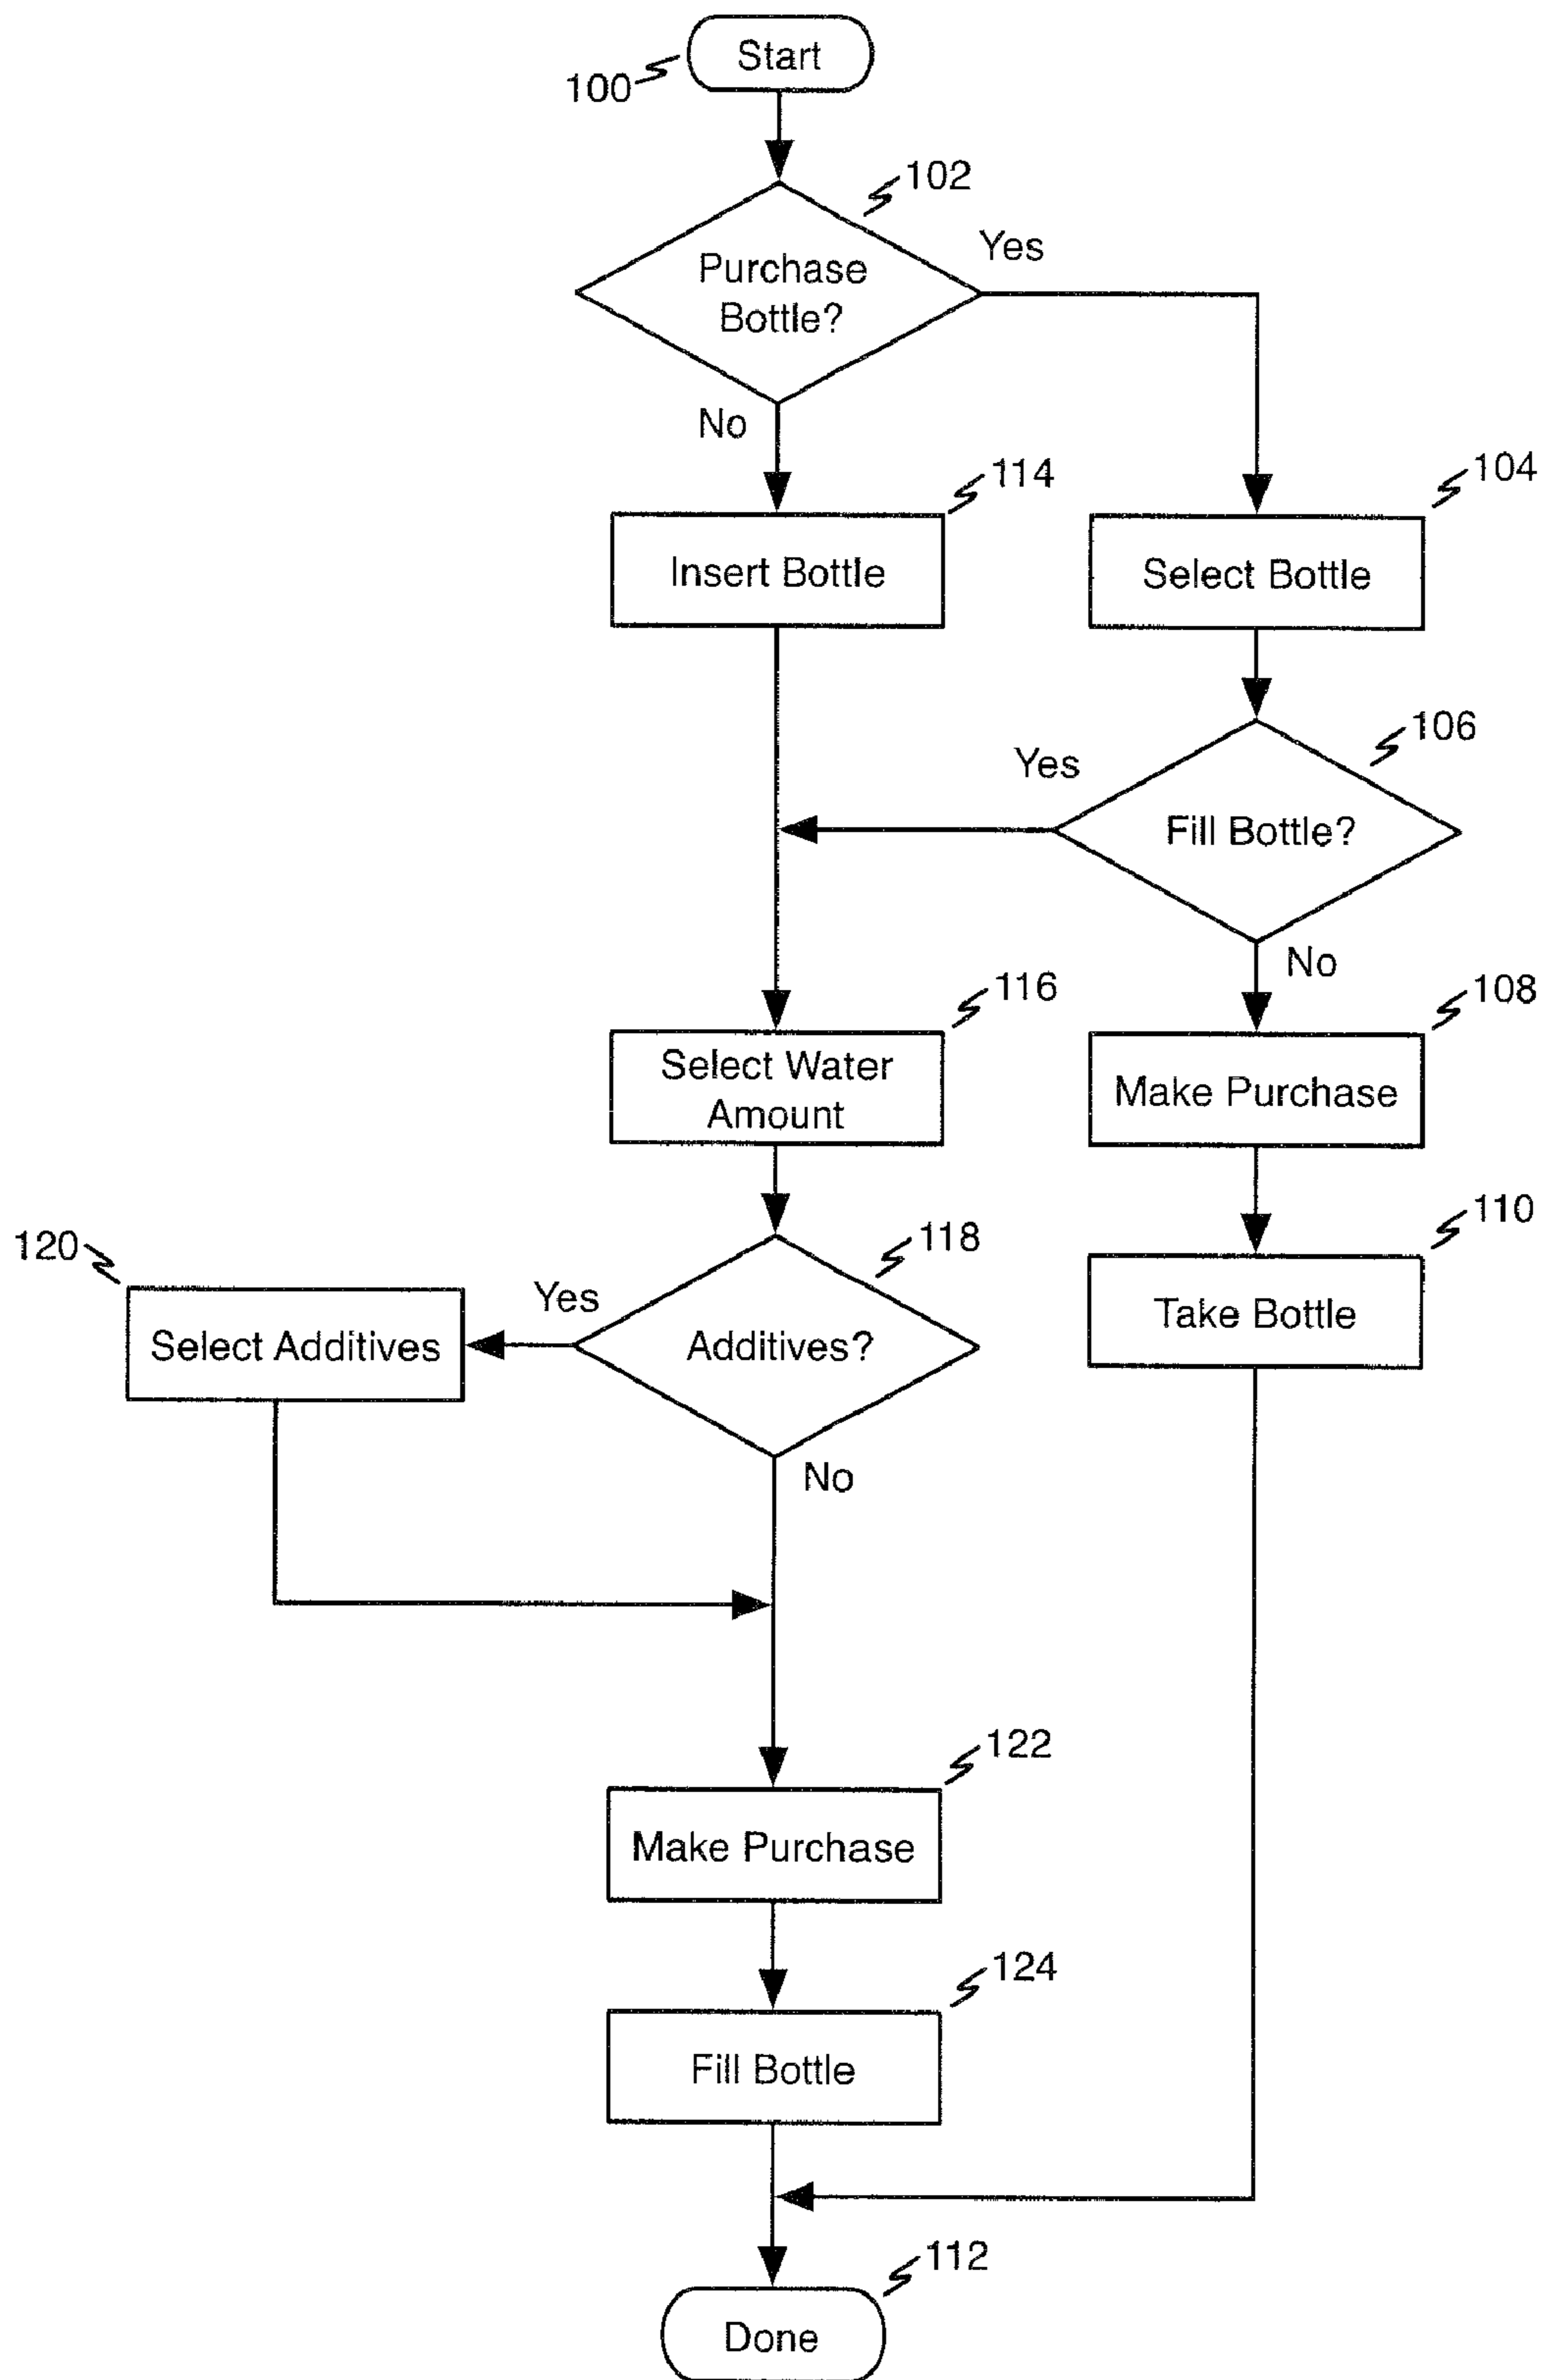 Start
100
102
Purchase
Bottle?
Yes
No
114
Insert Bottle
104
Select Bottle
106
Yes
Fill Bottle?
No
116
Select Water
Amount
108
Make Purchase
110
Take Bottle
118
Additives?
Yes
120
Select Additives
No
122
Make Purchase
124
Fill Bottle
112
Done